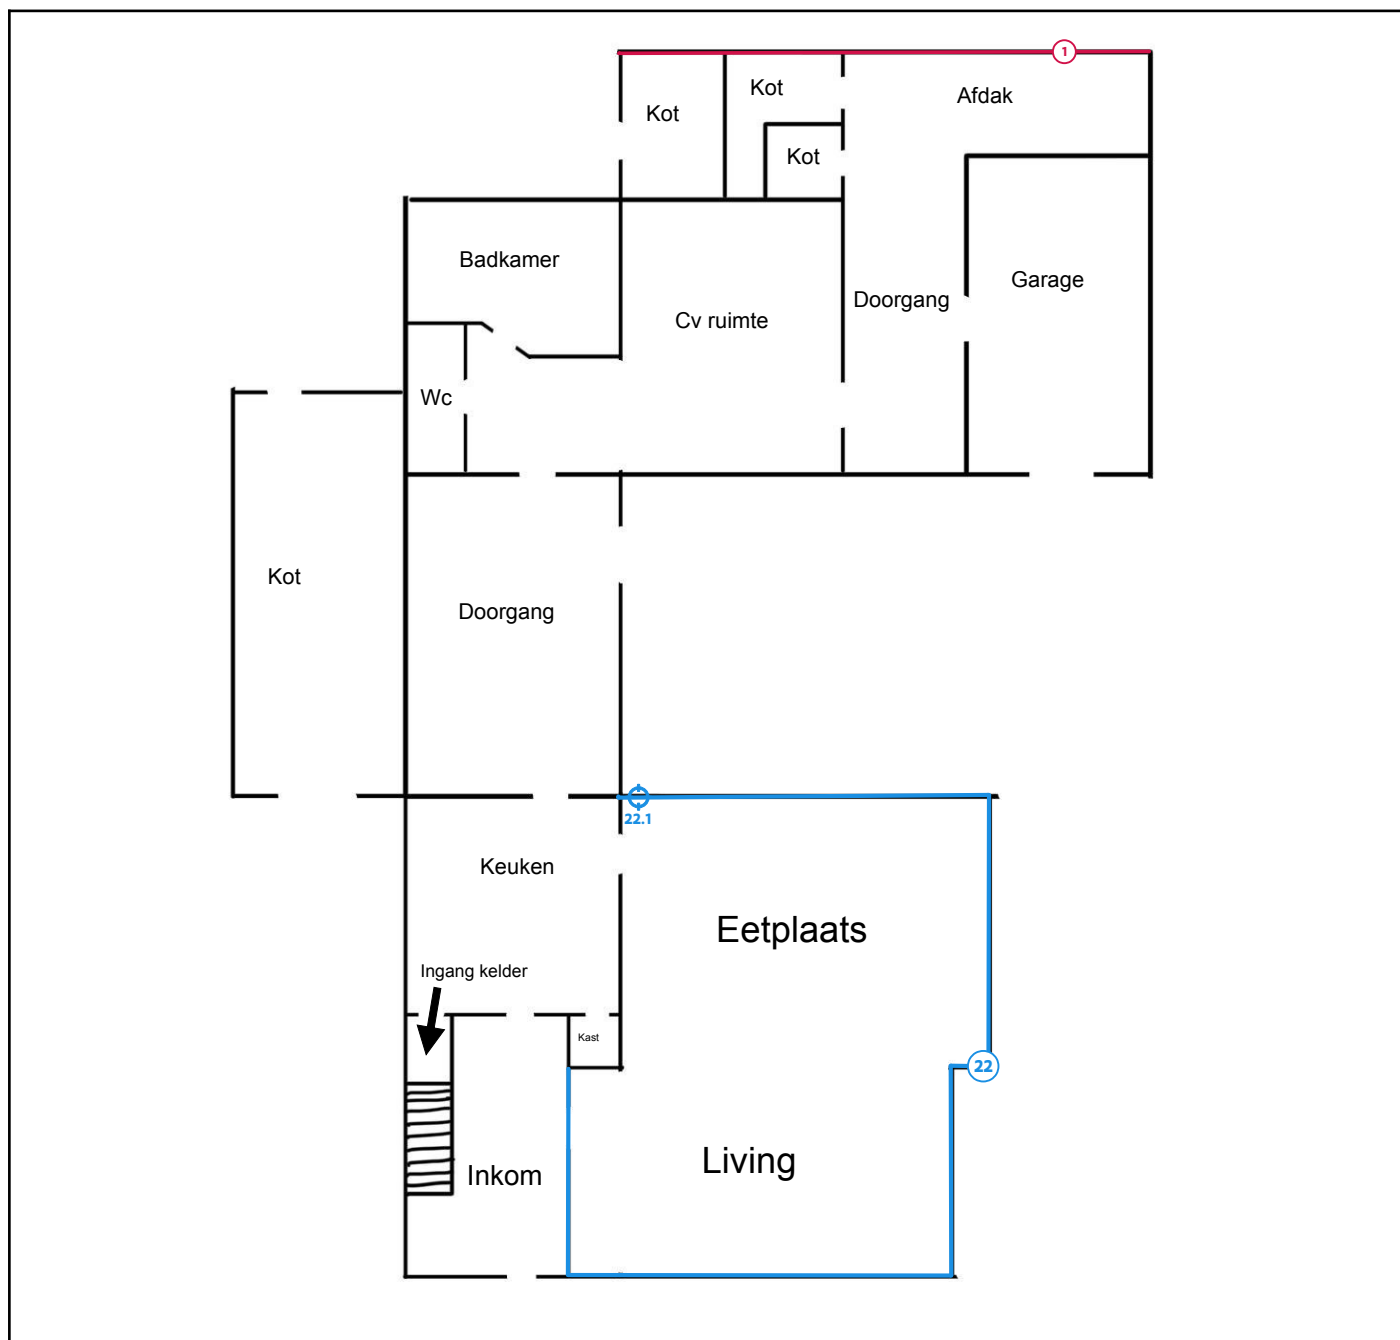 1
Kot
Kot
Afdak
Kot
Badkamer
Cv ruimte
Doorgang
Garage
Wc
Kot
Doorgang
22.1
Keuken
Eetplaats
Ingang kelder
Kast
22
Living
Inkom